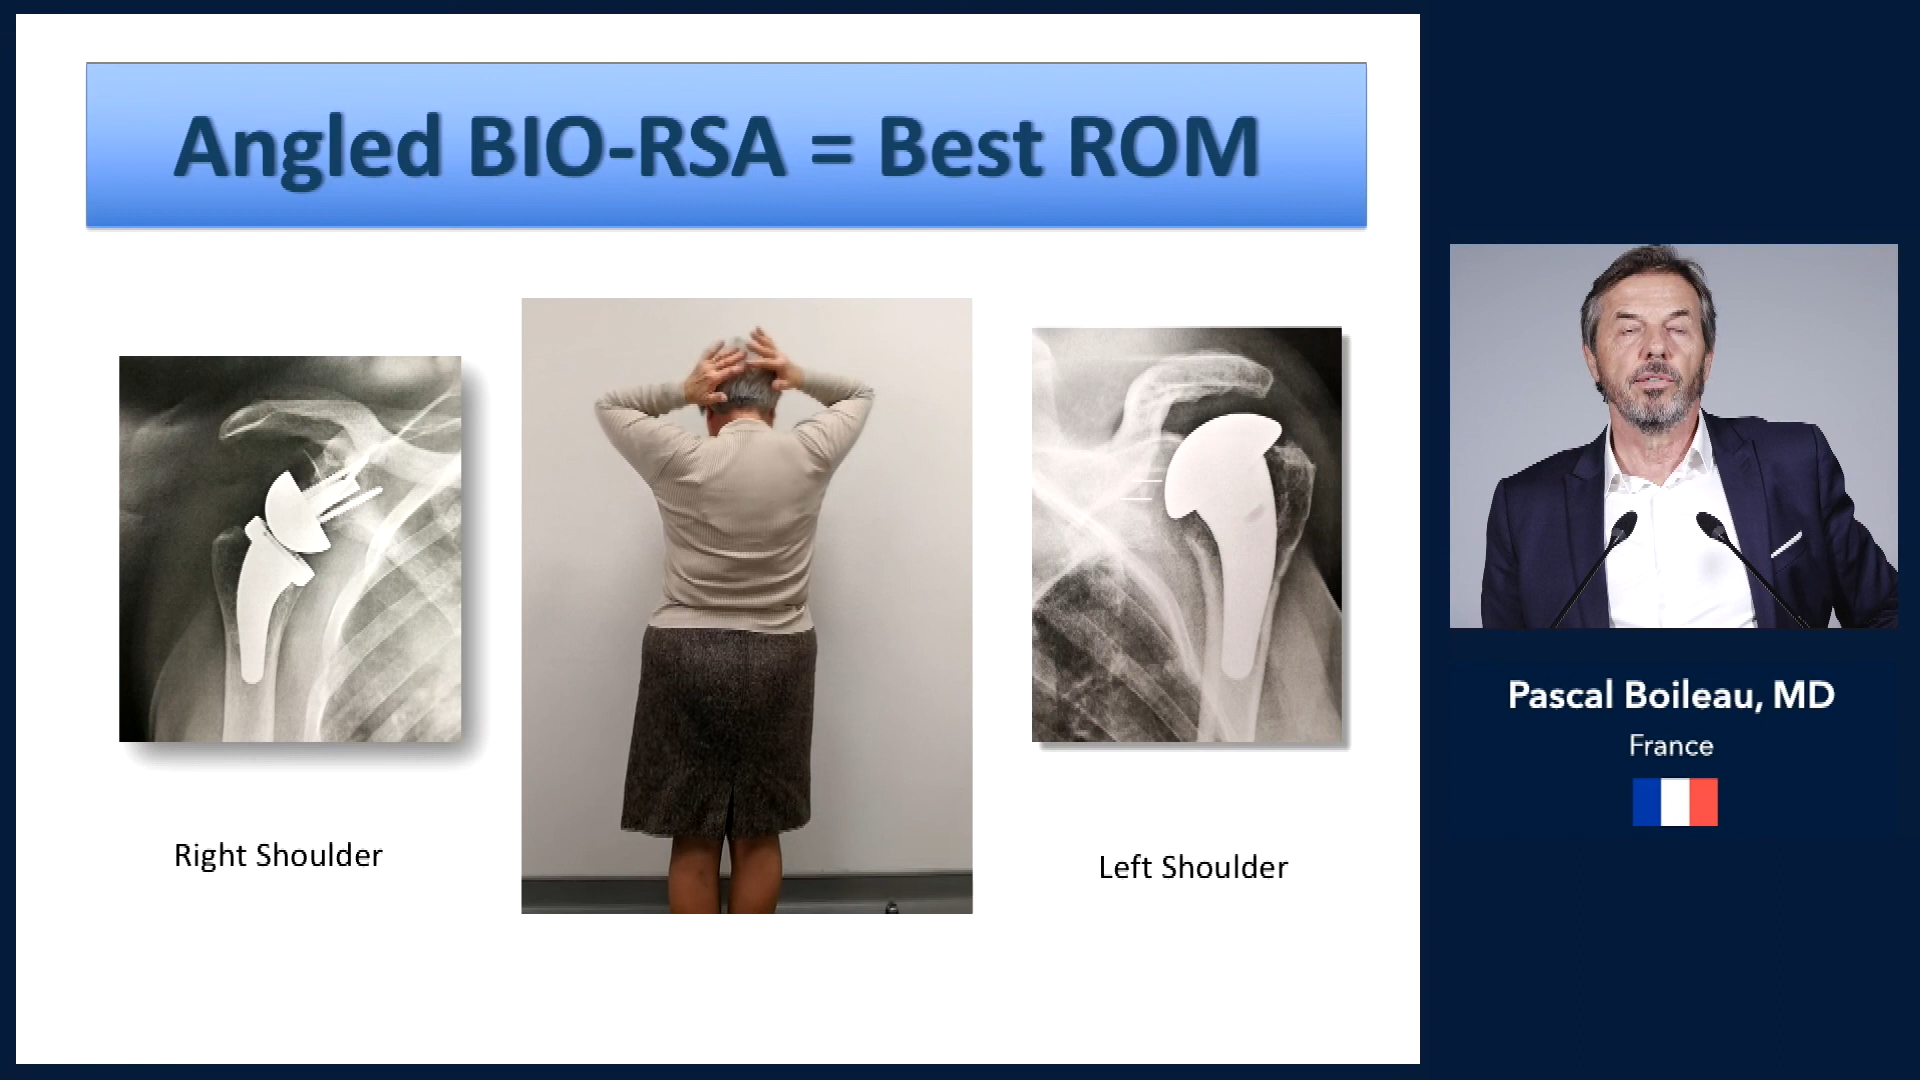 Angled BIO-RSA = Best ROM
Right Shoulder
Left Shoulder
Pascal Boileau, MD
France